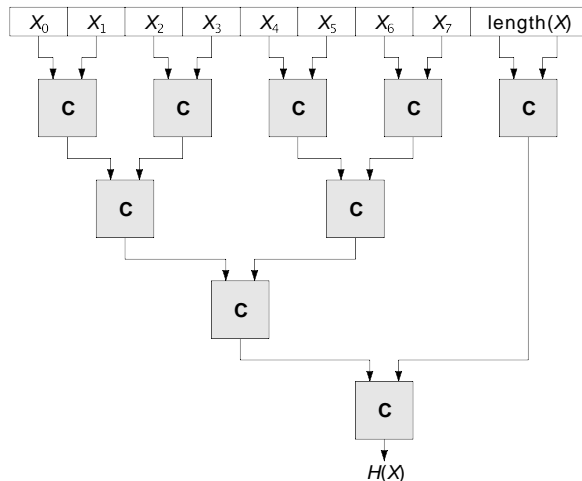 X₀ X₁ X₂ X₃ X₄ X₅ X₆ X₇ length(X)
C C C C C
C C
C
C
H(X)